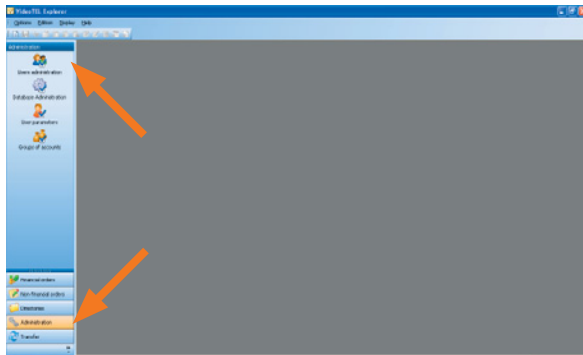 VideoTEL Explorer
Options Edition Display Help
Administration
Users administration
Database Administration
User parameters
Groups of accounts
Financial orders
Non-financial orders
Directories
Administration
Transfer